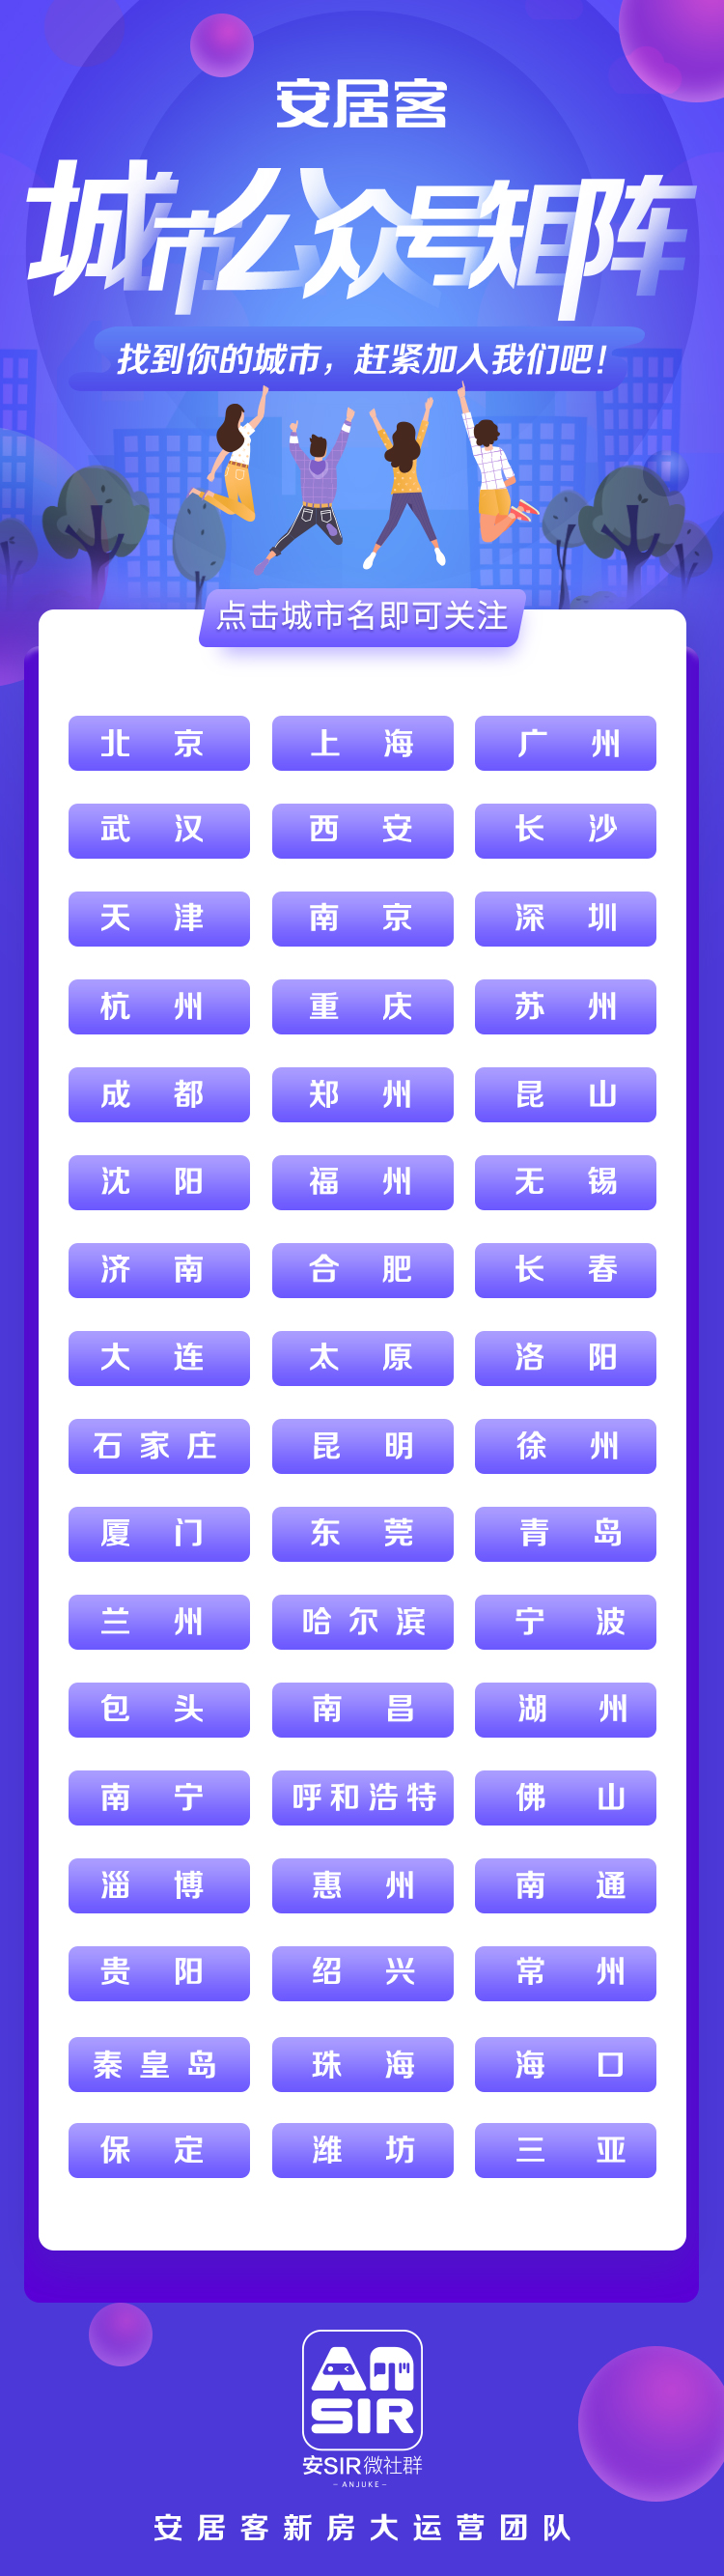 安居客
城市公众号矩阵
找到你的城市，赶紧加入我们吧！
点击城市名即可关注
北京 上海 广州
武汉 西安 长沙
天津 南京 深圳
杭州 重庆 苏州
成都 郑州 昆山
沈阳 福州 无锡
济南 合肥 长春
大连 太原 洛阳
石家庄 昆明 徐州
厦门 东莞 青岛
兰州 哈尔滨 宁波
包头 南昌 湖州
南宁 呼和浩特 佛山
淄博 惠州 南通
贵阳 绍兴 常州
秦皇岛 珠海 海口
保定 潍坊 三亚
AN
SIR
安SIR微社群
– ANJUKE –
安居客新房大运营团队